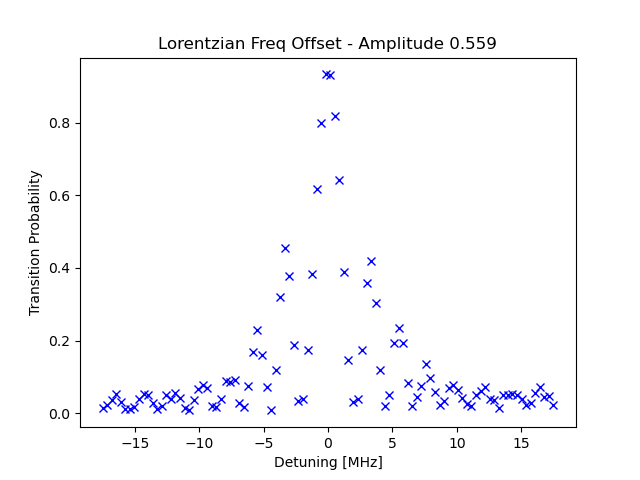 Lorentzian Freq Offset - Amplitude 0.559
Transition Probability
0.8
0.6
0.4
0.2
0.0
−15 −10 −5 0 5 10 15
Detuning [MHz]